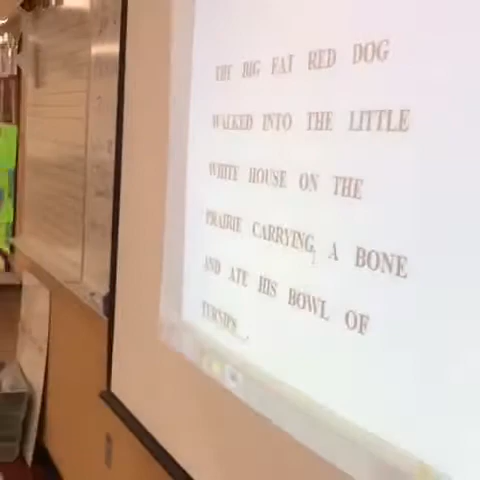 THE BIG FAT RED DOG
WALKED INTO THE LITTLE
WHITE HOUSE ON THE
PRAIRIE CARRYING A BONE
AND ATE HIS BOWL OF